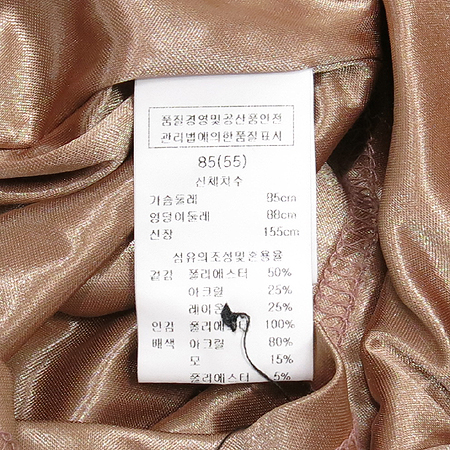 품질경영및공산품안전
관리법에의한품질표시
85(55)
신체치수
가슴둘레 85cm
엉덩이둘레 88cm
신장 155cm
섬유의조성및혼용율
겉감 폴리에스터 50%
아크릴 25%
레이온 25%
안감 폴리에스터 100%
배색 아크릴 80%
모 15%
폴리에스터 5%